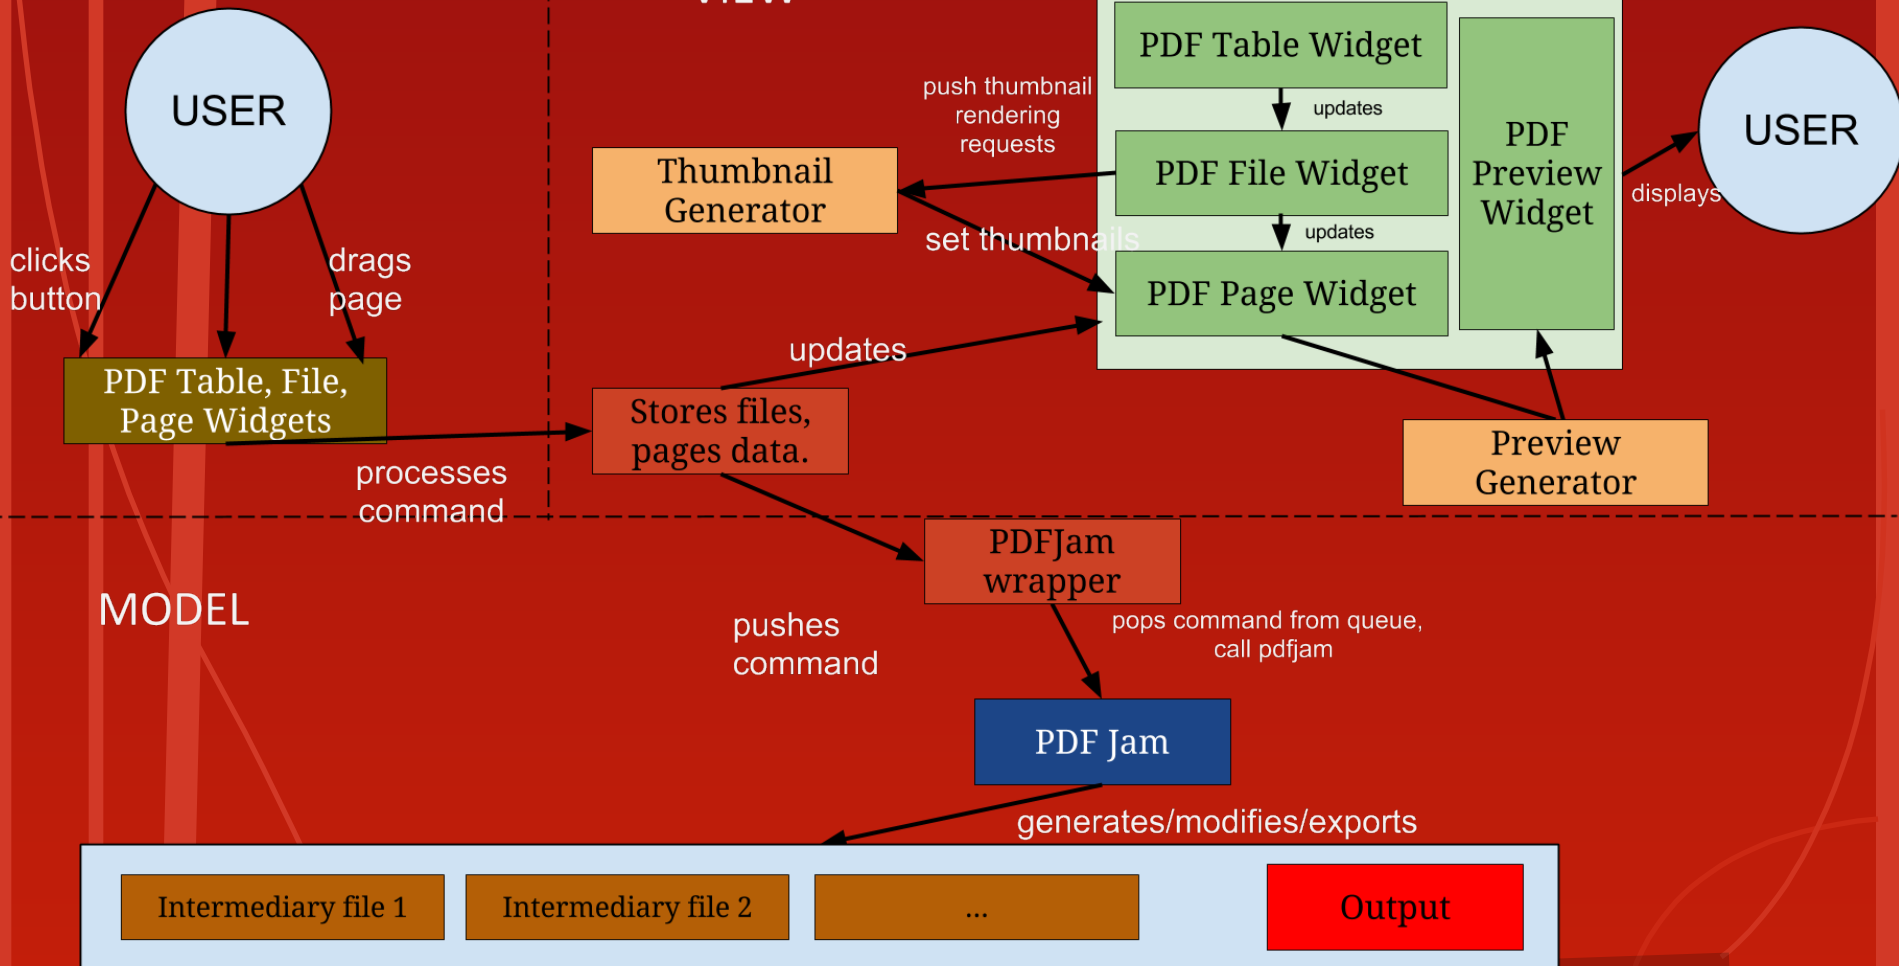 VIEW
USER
PDF Table Widget
updates
PDF File Widget
updates
PDF Page Widget
PDF
Preview
Widget
USER
displays
push thumbnail
rendering
requests
Thumbnail
Generator
set thumbnails
clicks
button
drags
page
PDF Table, File,
Page Widgets
updates
Stores files,
pages data.
processes
command
Preview
Generator
MODEL
PDFJam
wrapper
pushes
command
pops command from queue,
call pdfjam
PDF Jam
generates/modifies/exports
Intermediary file 1
Intermediary file 2
...
Output